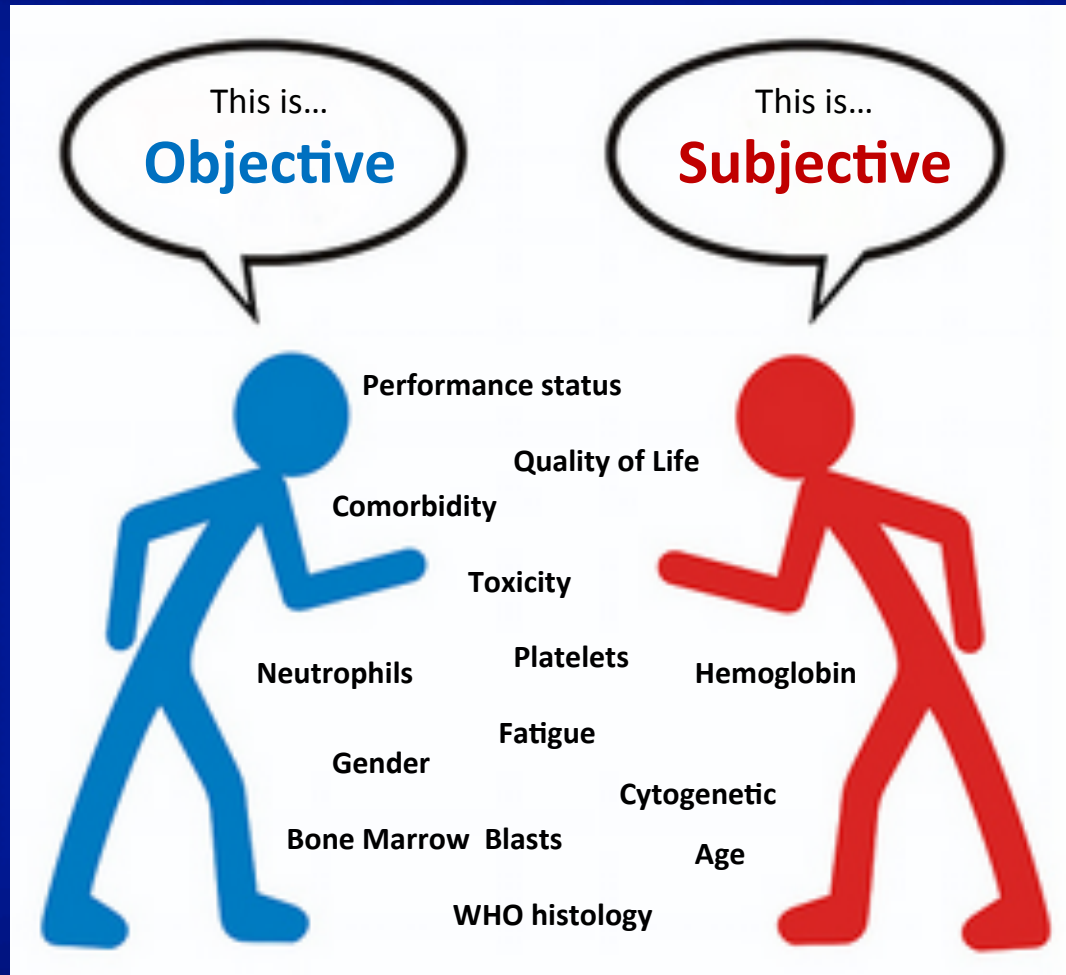 This is...
Objective
This is...
Subjective
Performance status
Quality of Life
Comorbidity
Toxicity
Platelets
Neutrophils
Hemoglobin
Fatigue
Gender
Cytogenetic
Bone Marrow Blasts
Age
WHO histology